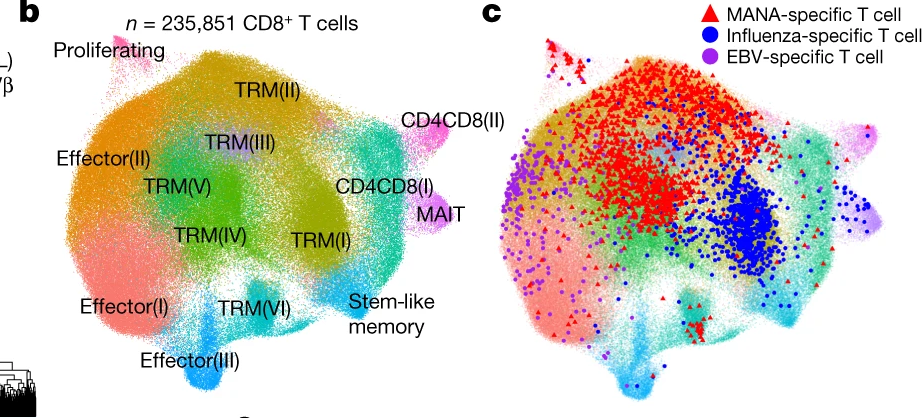 b
n = 235,851 CD8⁺ T cells
Proliferating
L)
/β
TRM(II)
TRM(III)
Effector(II)
TRM(V)
CD4CD8(II)
CD4CD8(I)
MAIT
TRM(IV)
TRM(I)
Effector(I)
TRM(VI)
Stem-like
memory
Effector(III)
c
MANA-specific T cell
Influenza-specific T cell
EBV-specific T cell